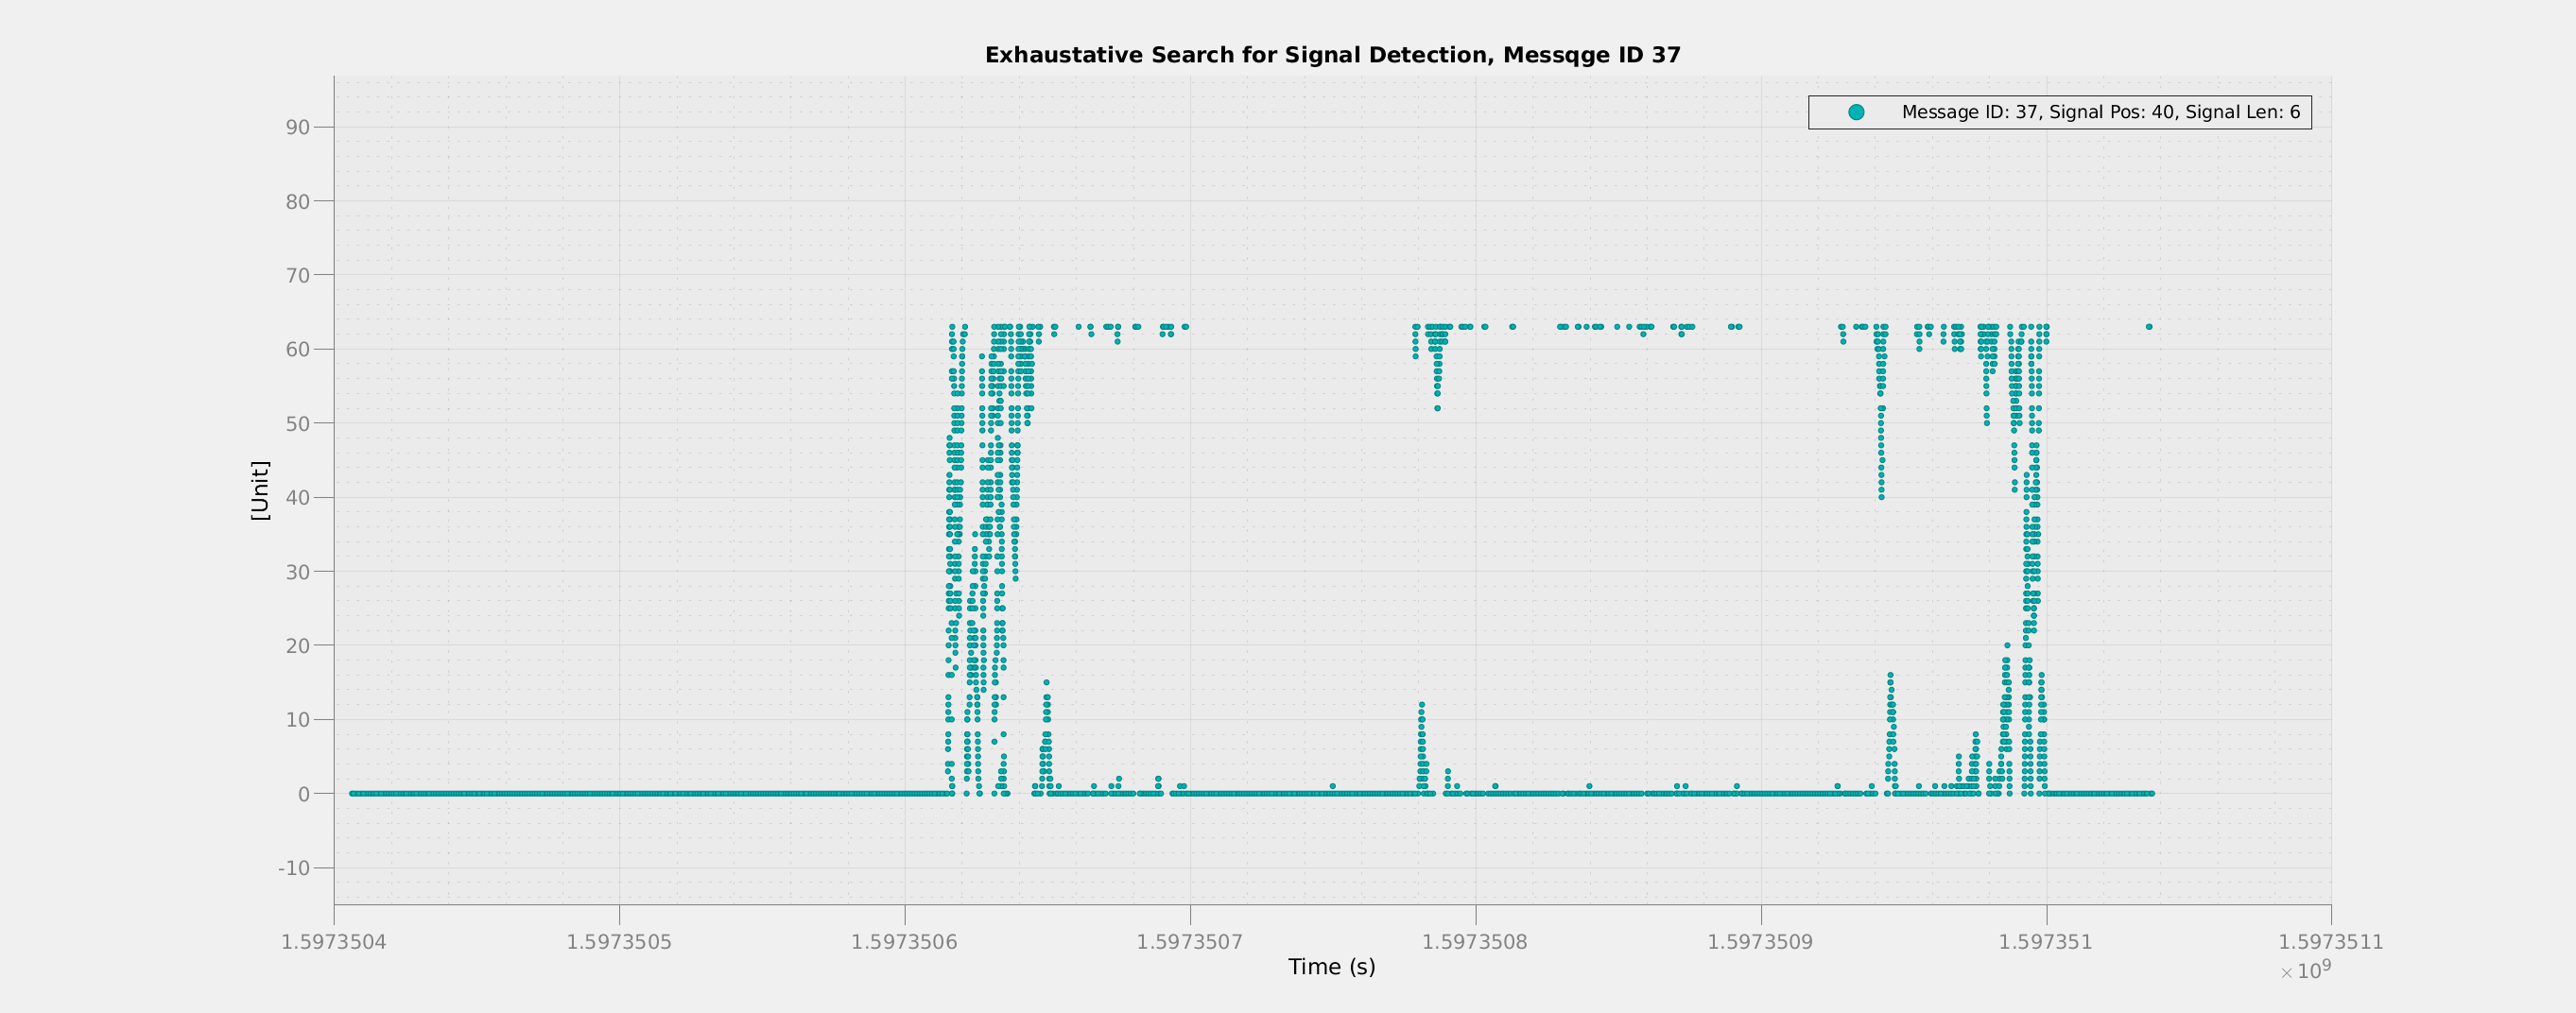 Exhaustative Search for Signal Detection, Messqge ID 37
Message ID: 37, Signal Pos: 40, Signal Len: 6
90
80
70
60
50
40
30
20
10
0
-10
[Unit]
1.5973504 1.5973505 1.5973506 1.5973507 1.5973508 1.5973509 1.597351 1.5973511
Time (s)
×10⁹